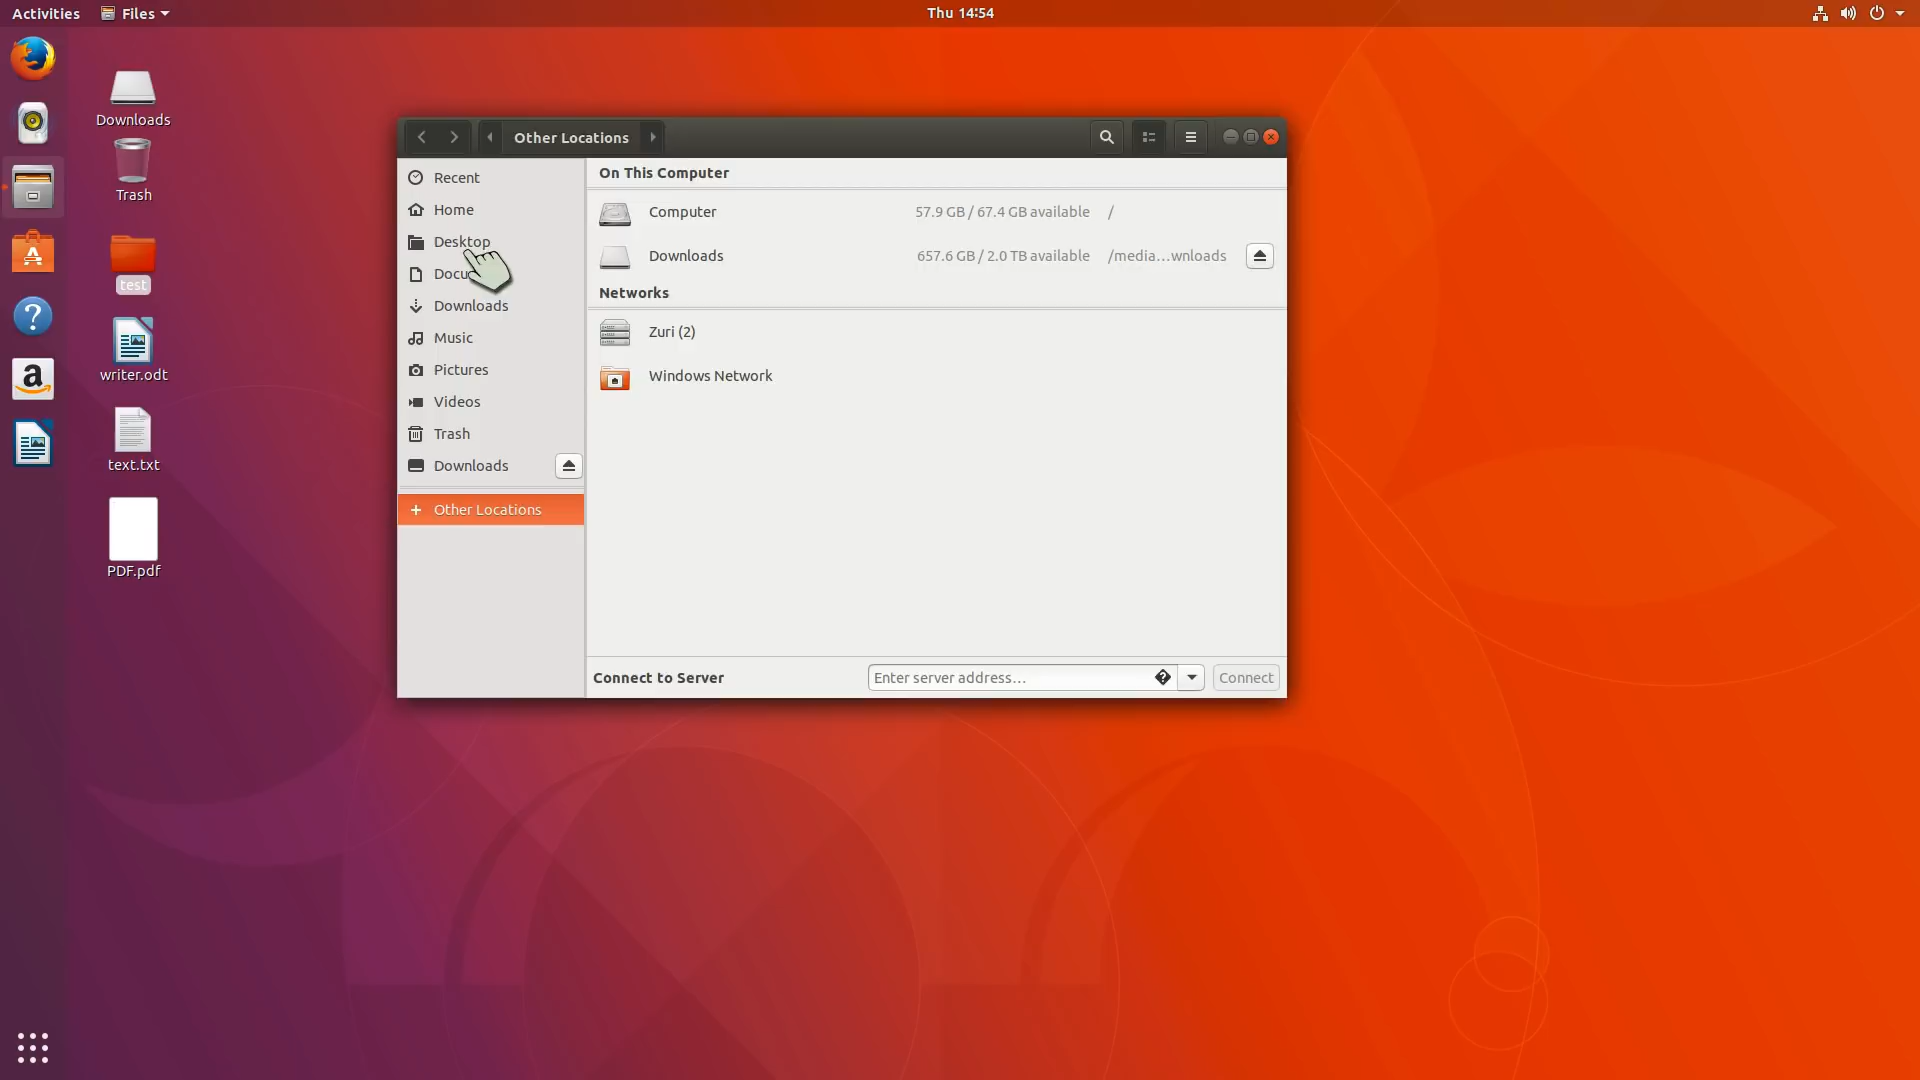 Activities
Files
Thu 14:54
Downloads
Trash
test
writer.odt
text.txt
PDF.pdf
Other Locations
Recent
Home
Desktop
Docu
Downloads
Music
Pictures
Videos
Trash
Downloads
Other Locations
On This Computer
Computer 57.9 GB / 67.4 GB available /
Downloads 657.6 GB / 2.0 TB available /media...wnloads
Networks
Zuri (2)
Windows Network
Connect to Server Enter server address... Connect